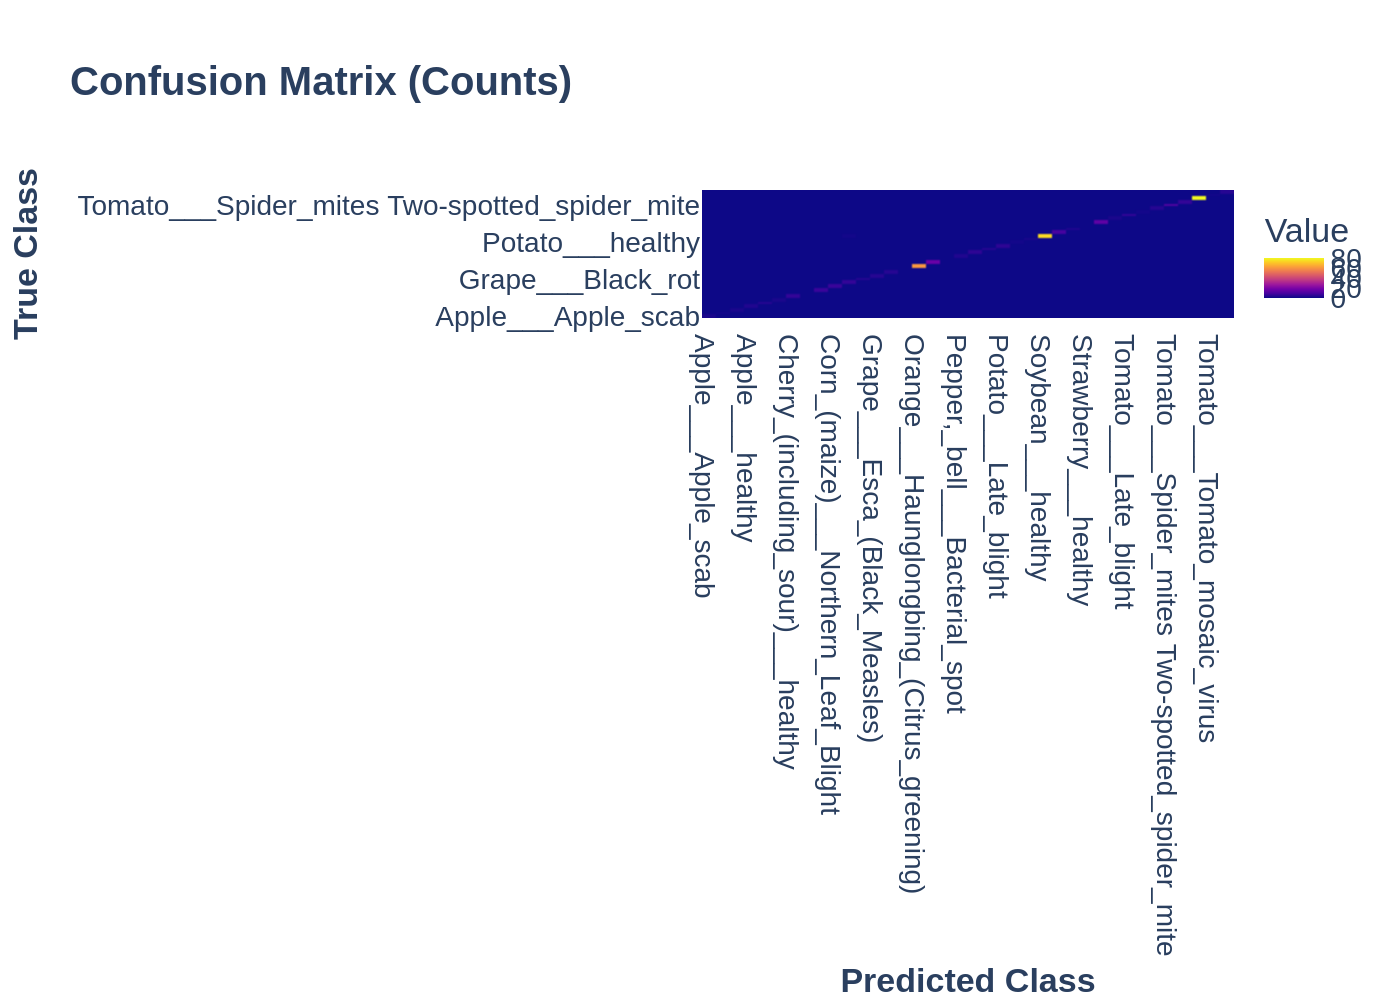 Confusion Matrix (Counts)
True Class
Tomato___Spider_mites Two-spotted_spider_mite
Potato___healthy
Grape___Black_rot
Apple___Apple_scab
Value
80
60
40
20
0
Apple___Apple_scab
Apple___healthy
Cherry_(including_sour)___healthy
Corn_(maize)___Northern_Leaf_Blight
Grape___Esca_(Black_Measles)
Orange___Haunglongbing_(Citrus_greening)
Pepper,_bell___Bacterial_spot
Potato___Late_blight
Soybean___healthy
Strawberry___healthy
Tomato___Late_blight
Tomato___Spider_mites Two-spotted_spider_mite
Tomato___Tomato_mosaic_virus
Predicted Class